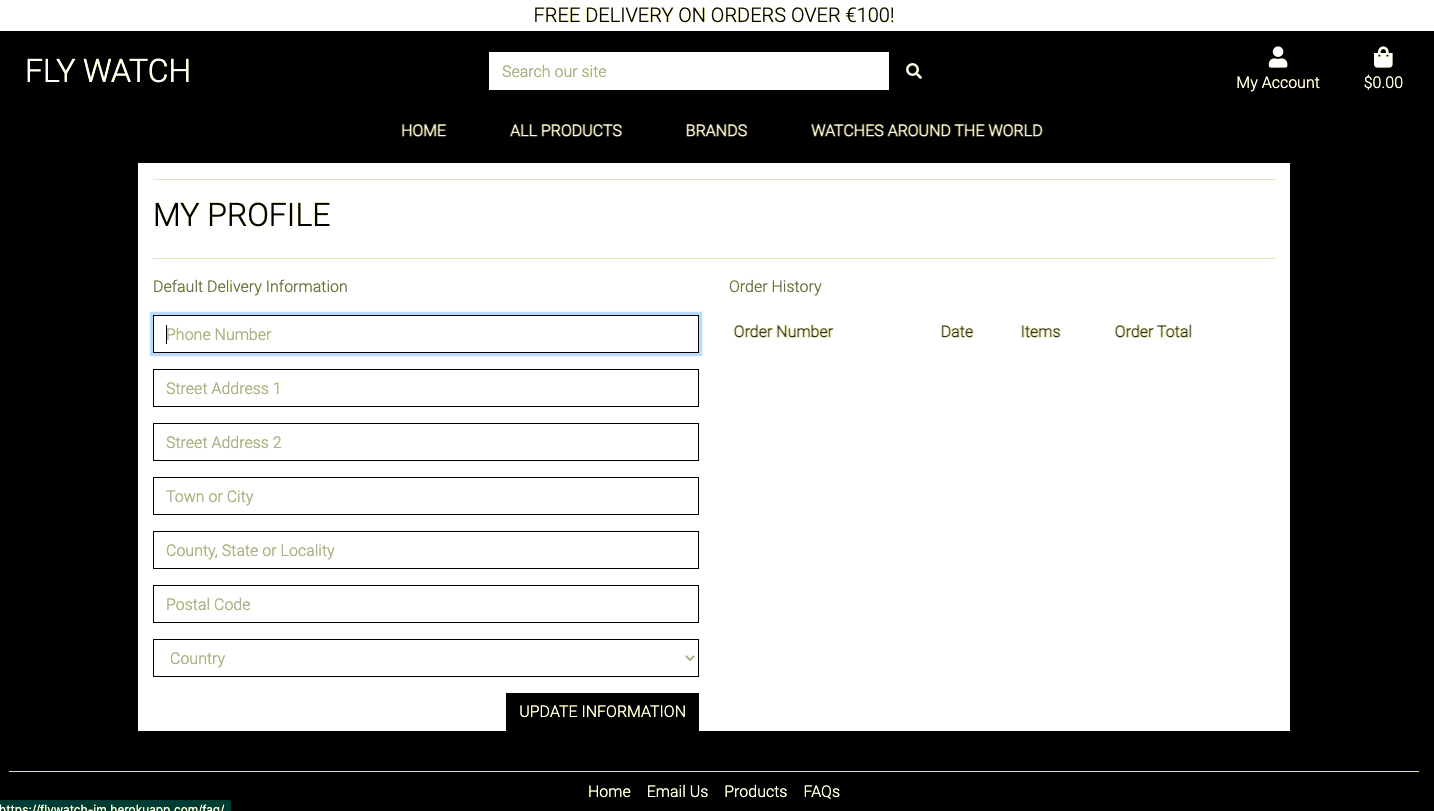 FREE DELIVERY ON ORDERS OVER €100!
FLY WATCH
Search our site
My Account
$0.00
HOME ALL PRODUCTS BRANDS WATCHES AROUND THE WORLD
MY PROFILE
Default Delivery Information
Phone Number
Street Address 1
Street Address 2
Town or City
County, State or Locality
Postal Code
Country
UPDATE INFORMATION
Order History
Order Number Date Items Order Total
Home Email Us Products FAQs
https://flywatch-jm.herokuapp.com/faq/